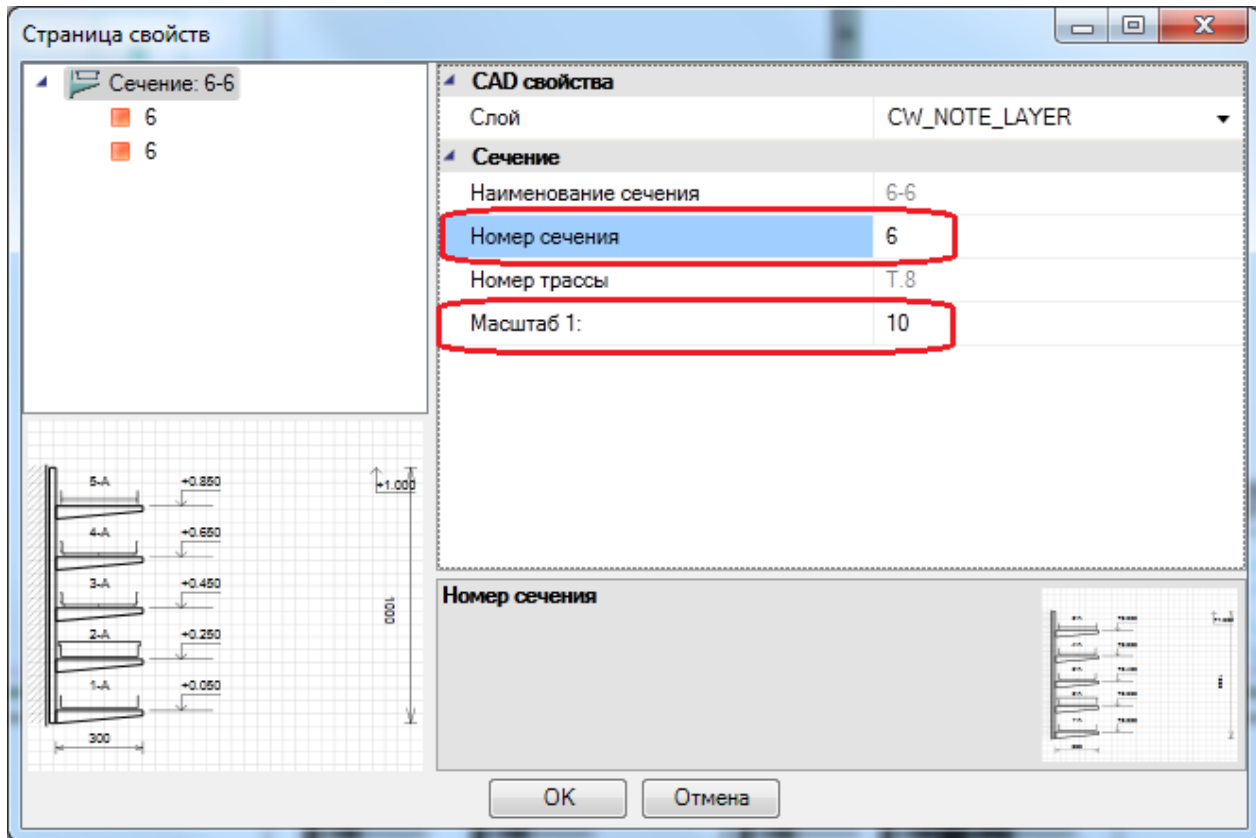 Страница свойств
Сечение: 6-6
6
6
CAD свойства
Слой CW_NOTE_LAYER
Сечение
Наименование сечения 6-6
Номер сечения 6
Номер трассы Т.8
Масштаб 1: 10
5-А +0.850 +1.000
4-А +0.650
3-А +0.450
1000
2-А +0.250
1-А +0.050
300
Номер сечения
OK Отмена